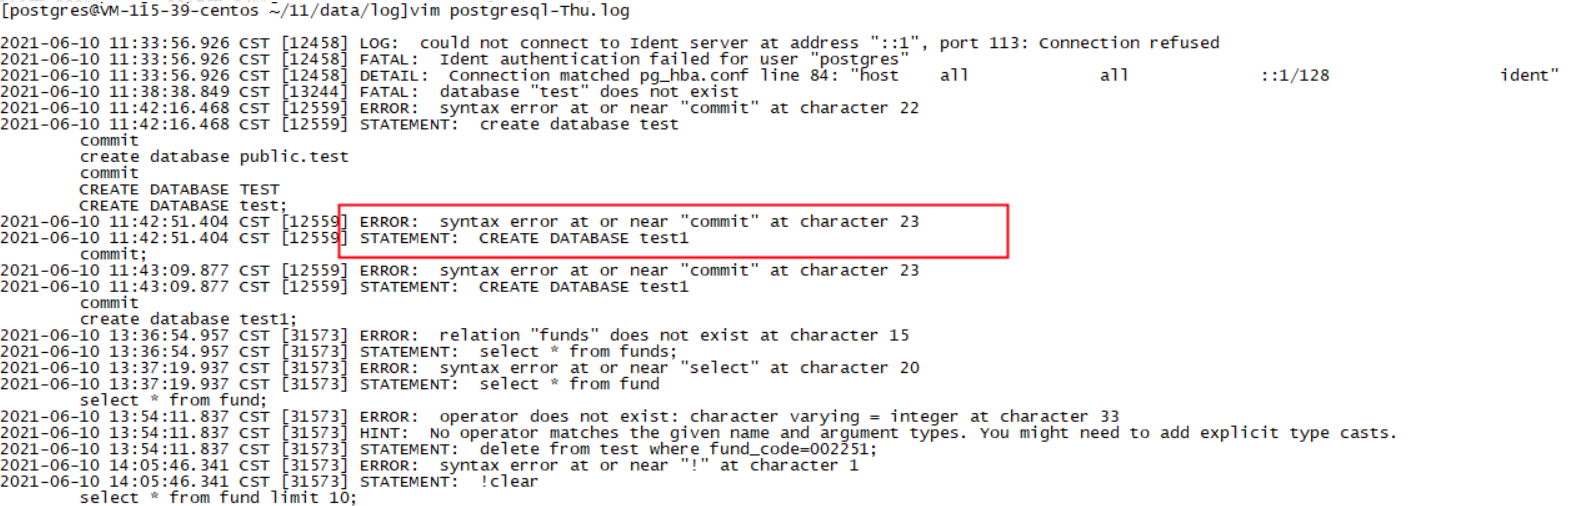 [postgres@VM-115-39-centos ~/11/data/log]vim postgresql-Thu.log
2021-06-10 11:33:56.926 CST [12458] LOG:  could not connect to Ident server at address "::1", port 113: Connection refused
2021-06-10 11:33:56.926 CST [12458] FATAL:  Ident authentication failed for user "postgres"
2021-06-10 11:33:56.926 CST [12458] DETAIL:  Connection matched pg_hba.conf line 84: "host    all             all             ::1/128                 ident"
2021-06-10 11:38:38.849 CST [13244] FATAL:  database "test" does not exist
2021-06-10 11:42:16.468 CST [12559] ERROR:  syntax error at or near "commit" at character 22
2021-06-10 11:42:16.468 CST [12559] STATEMENT:  create database test
commit
create database public.test
commit
CREATE DATABASE TEST
CREATE DATABASE test;
2021-06-10 11:42:51.404 CST [12559] ERROR:  syntax error at or near "commit" at character 23
2021-06-10 11:42:51.404 CST [12559] STATEMENT:  CREATE DATABASE test1
commit;
2021-06-10 11:43:09.877 CST [12559] ERROR:  syntax error at or near "commit" at character 23
2021-06-10 11:43:09.877 CST [12559] STATEMENT:  CREATE DATABASE test1
commit
create database test1;
2021-06-10 13:36:54.957 CST [31573] ERROR:  relation "funds" does not exist at character 15
2021-06-10 13:36:54.957 CST [31573] STATEMENT:  select * from funds;
2021-06-10 13:37:19.937 CST [31573] ERROR:  syntax error at or near "select" at character 20
2021-06-10 13:37:19.937 CST [31573] STATEMENT:  select * from fund
select * from fund;
2021-06-10 13:54:11.837 CST [31573] ERROR:  operator does not exist: character varying = integer at character 33
2021-06-10 13:54:11.837 CST [31573] HINT:  No operator matches the given name and argument types. You might need to add explicit type casts.
2021-06-10 13:54:11.837 CST [31573] STATEMENT:  delete from test where fund_code=002251;
2021-06-10 14:05:46.341 CST [31573] ERROR:  syntax error at or near "!" at character 1
2021-06-10 14:05:46.341 CST [31573] STATEMENT:  !clear
select * from fund limit 10;